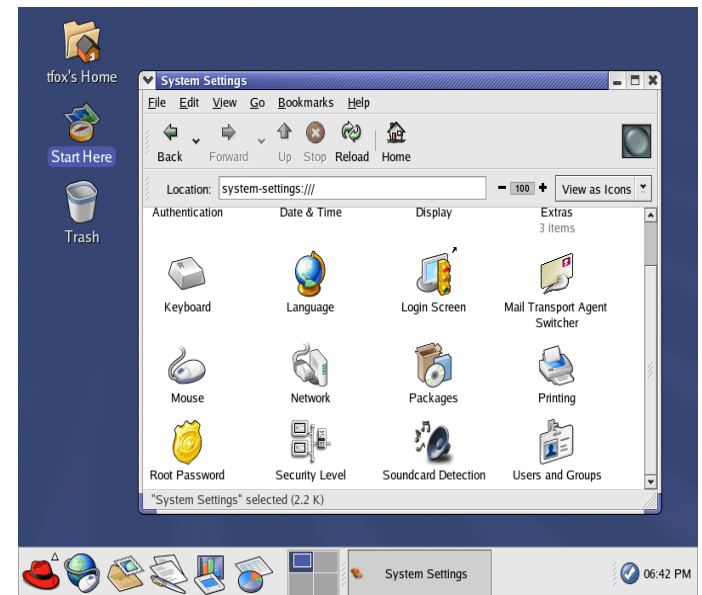 tfox's Home
Start Here
Trash
System Settings
File Edit View Go Bookmarks Help
Back Forward Up Stop Reload Home
Location: system-settings:/// 100 View as Icons
Authentication Date & Time Display Extras
3 items
Keyboard Language Login Screen Mail Transport Agent
Switcher
Mouse Network Packages Printing
Root Password Security Level Soundcard Detection Users and Groups
"System Settings" selected (2.2 K)
System Settings 06:42 PM